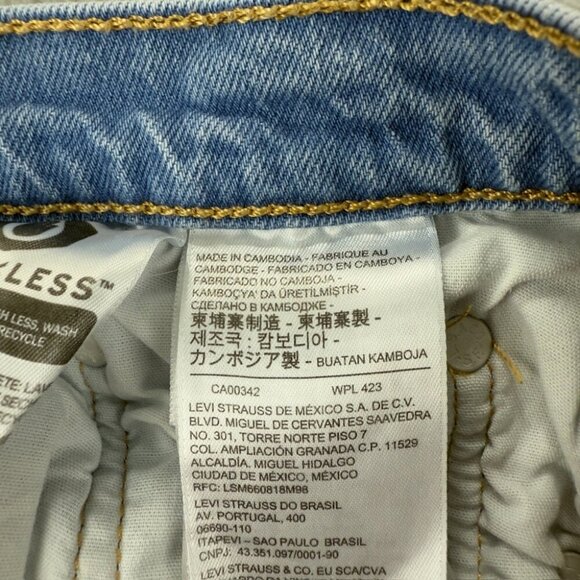 LESS™
H LESS, WASH
RECYCLE
MADE IN CAMBODIA - FABRIQUE AU
CAMBODGE - FABRICADO EN CAMBOYA -
FABRICADO NO CAMBOJA -
KAMBOÇYA' DA ÜRETİLMİŞTİR -
СДЕЛАНО В КАМБОДЖЕ -
柬埔寨制造 - 柬埔寨製 -
제조국: 캄보디아 -
カンボジア製 - BUATAN KAMBOJA
CA00342 WPL 423
LEVI STRAUSS DE MÉXICO S.A. DE C.V.
BLVD. MIGUEL DE CERVANTES SAAVEDRA
NO. 301, TORRE NORTE PISO 7
COL. AMPLIACIÓN GRANADA C.P. 11529
ALCALDÍA. MIGUEL HIDALGO
CIUDAD DE MÉXICO, MÉXICO
RFC: LSM660818M98
LEVI STRAUSS DO BRASIL
AV. PORTUGAL, 400
06690-110
ITAPEVI – SAO PAULO BRASIL
CNPJ: 43.351.097/0001-90
LEVI STRAUSS & CO. EU SCA/CVA